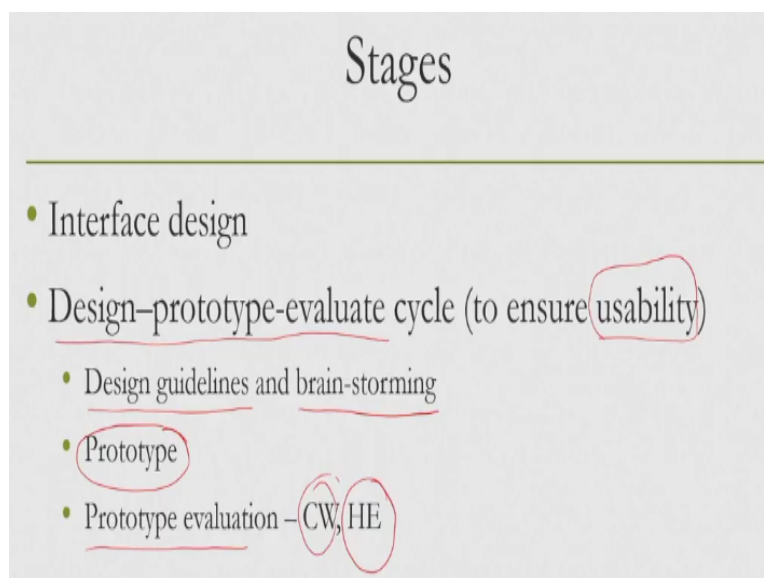 Stages
• Interface design
• Design–prototype-evaluate cycle (to ensure usability)
• Design guidelines and brain-storming
• Prototype
• Prototype evaluation – CW, HE